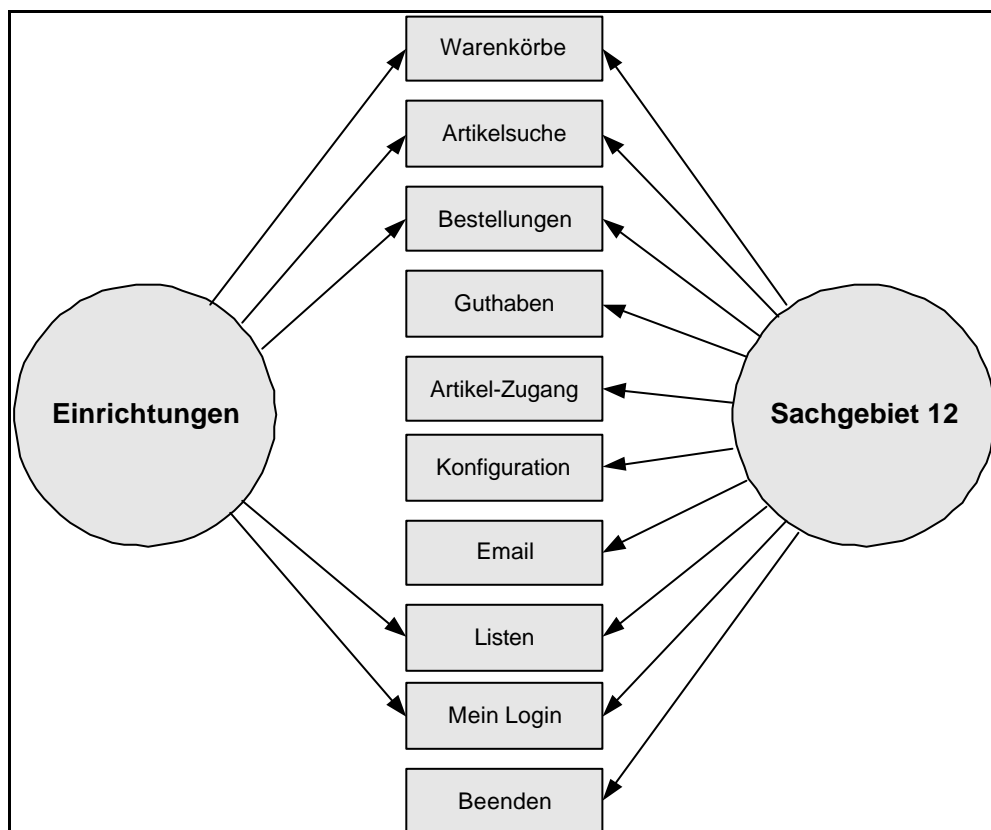 Warenkörbe
Artikelsuche
Bestellungen
Guthaben
Artikel-Zugang
Einrichtungen
Sachgebiet 12
Konfiguration
Email
Listen
Mein Login
Beenden